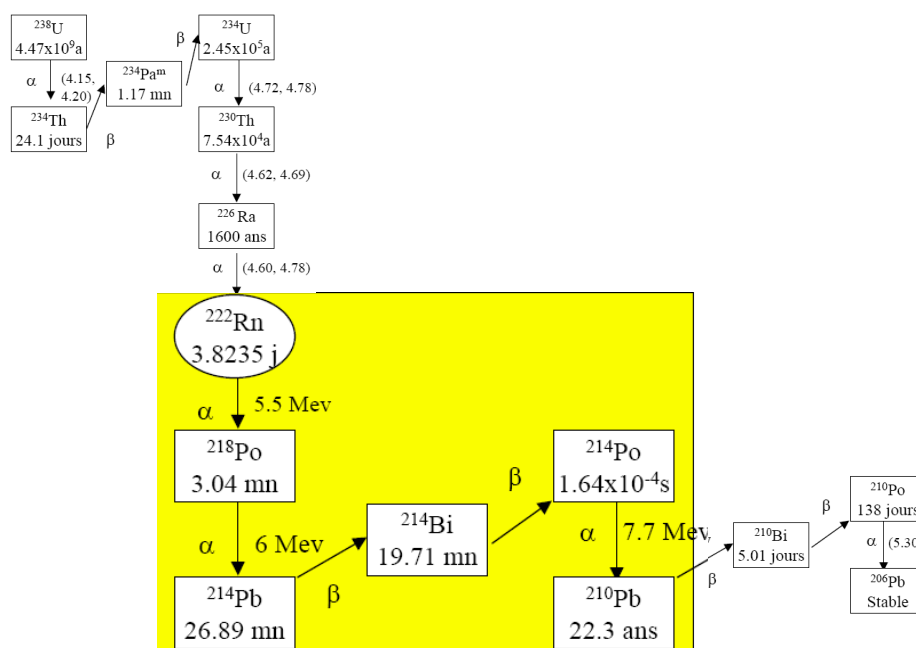 ²³⁸U
4.47x10⁹a
α
(4.15,
4.20)
²³⁴Th
24.1 jours
β
²³⁴Paᵐ
1.17 mn
β
²³⁴U
2.45x10⁵a
α
(4.72, 4.78)
²³⁰Th
7.54x10⁴a
α
(4.62, 4.69)
²²⁶Ra
1600 ans
α
(4.60, 4.78)
²²²Rn
3.8235 j
α
5.5 Mev
²¹⁸Po
3.04 mn
α
6 Mev
²¹⁴Pb
26.89 mn
β
²¹⁴Bi
19.71 mn
β
²¹⁴Po
1.64x10⁻⁴s
α
7.7 Mev
²¹⁰Pb
22.3 ans
β
²¹⁰Bi
5.01 jours
β
²¹⁰Po
138 jours
α
(5.30
²⁰⁶Pb
Stable